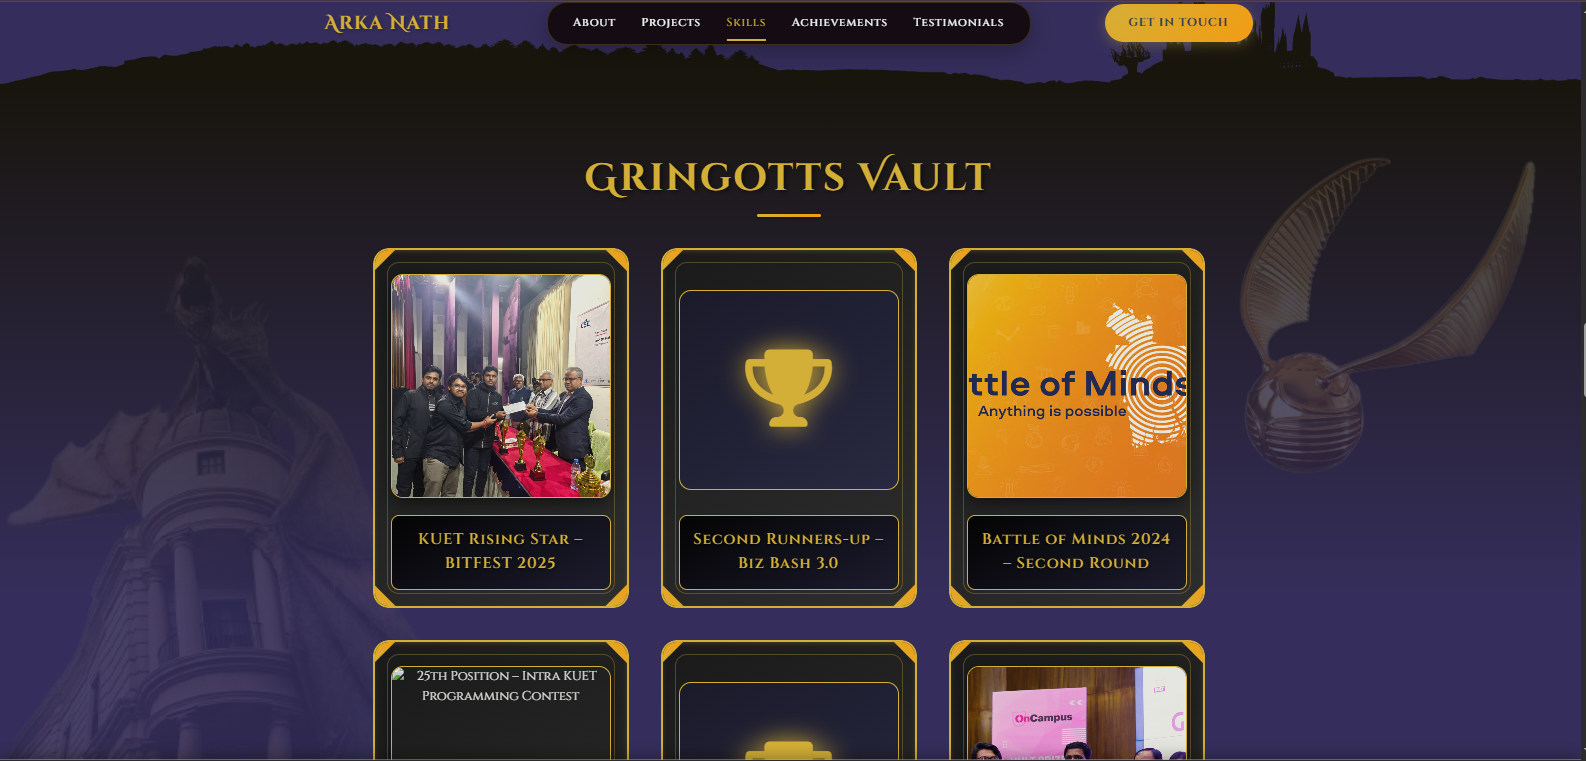 Arka Nath
About Projects Skills Achievements Testimonials
GET IN TOUCH
Gringotts Vault
ttle of Minds
Anything is possible
KUET Rising Star –
BITFEST 2025
Second Runners-up –
Biz Bash 3.0
Battle of Minds 2024
– Second Round
25th Position – Intra KUET
Programming Contest
OnCampus